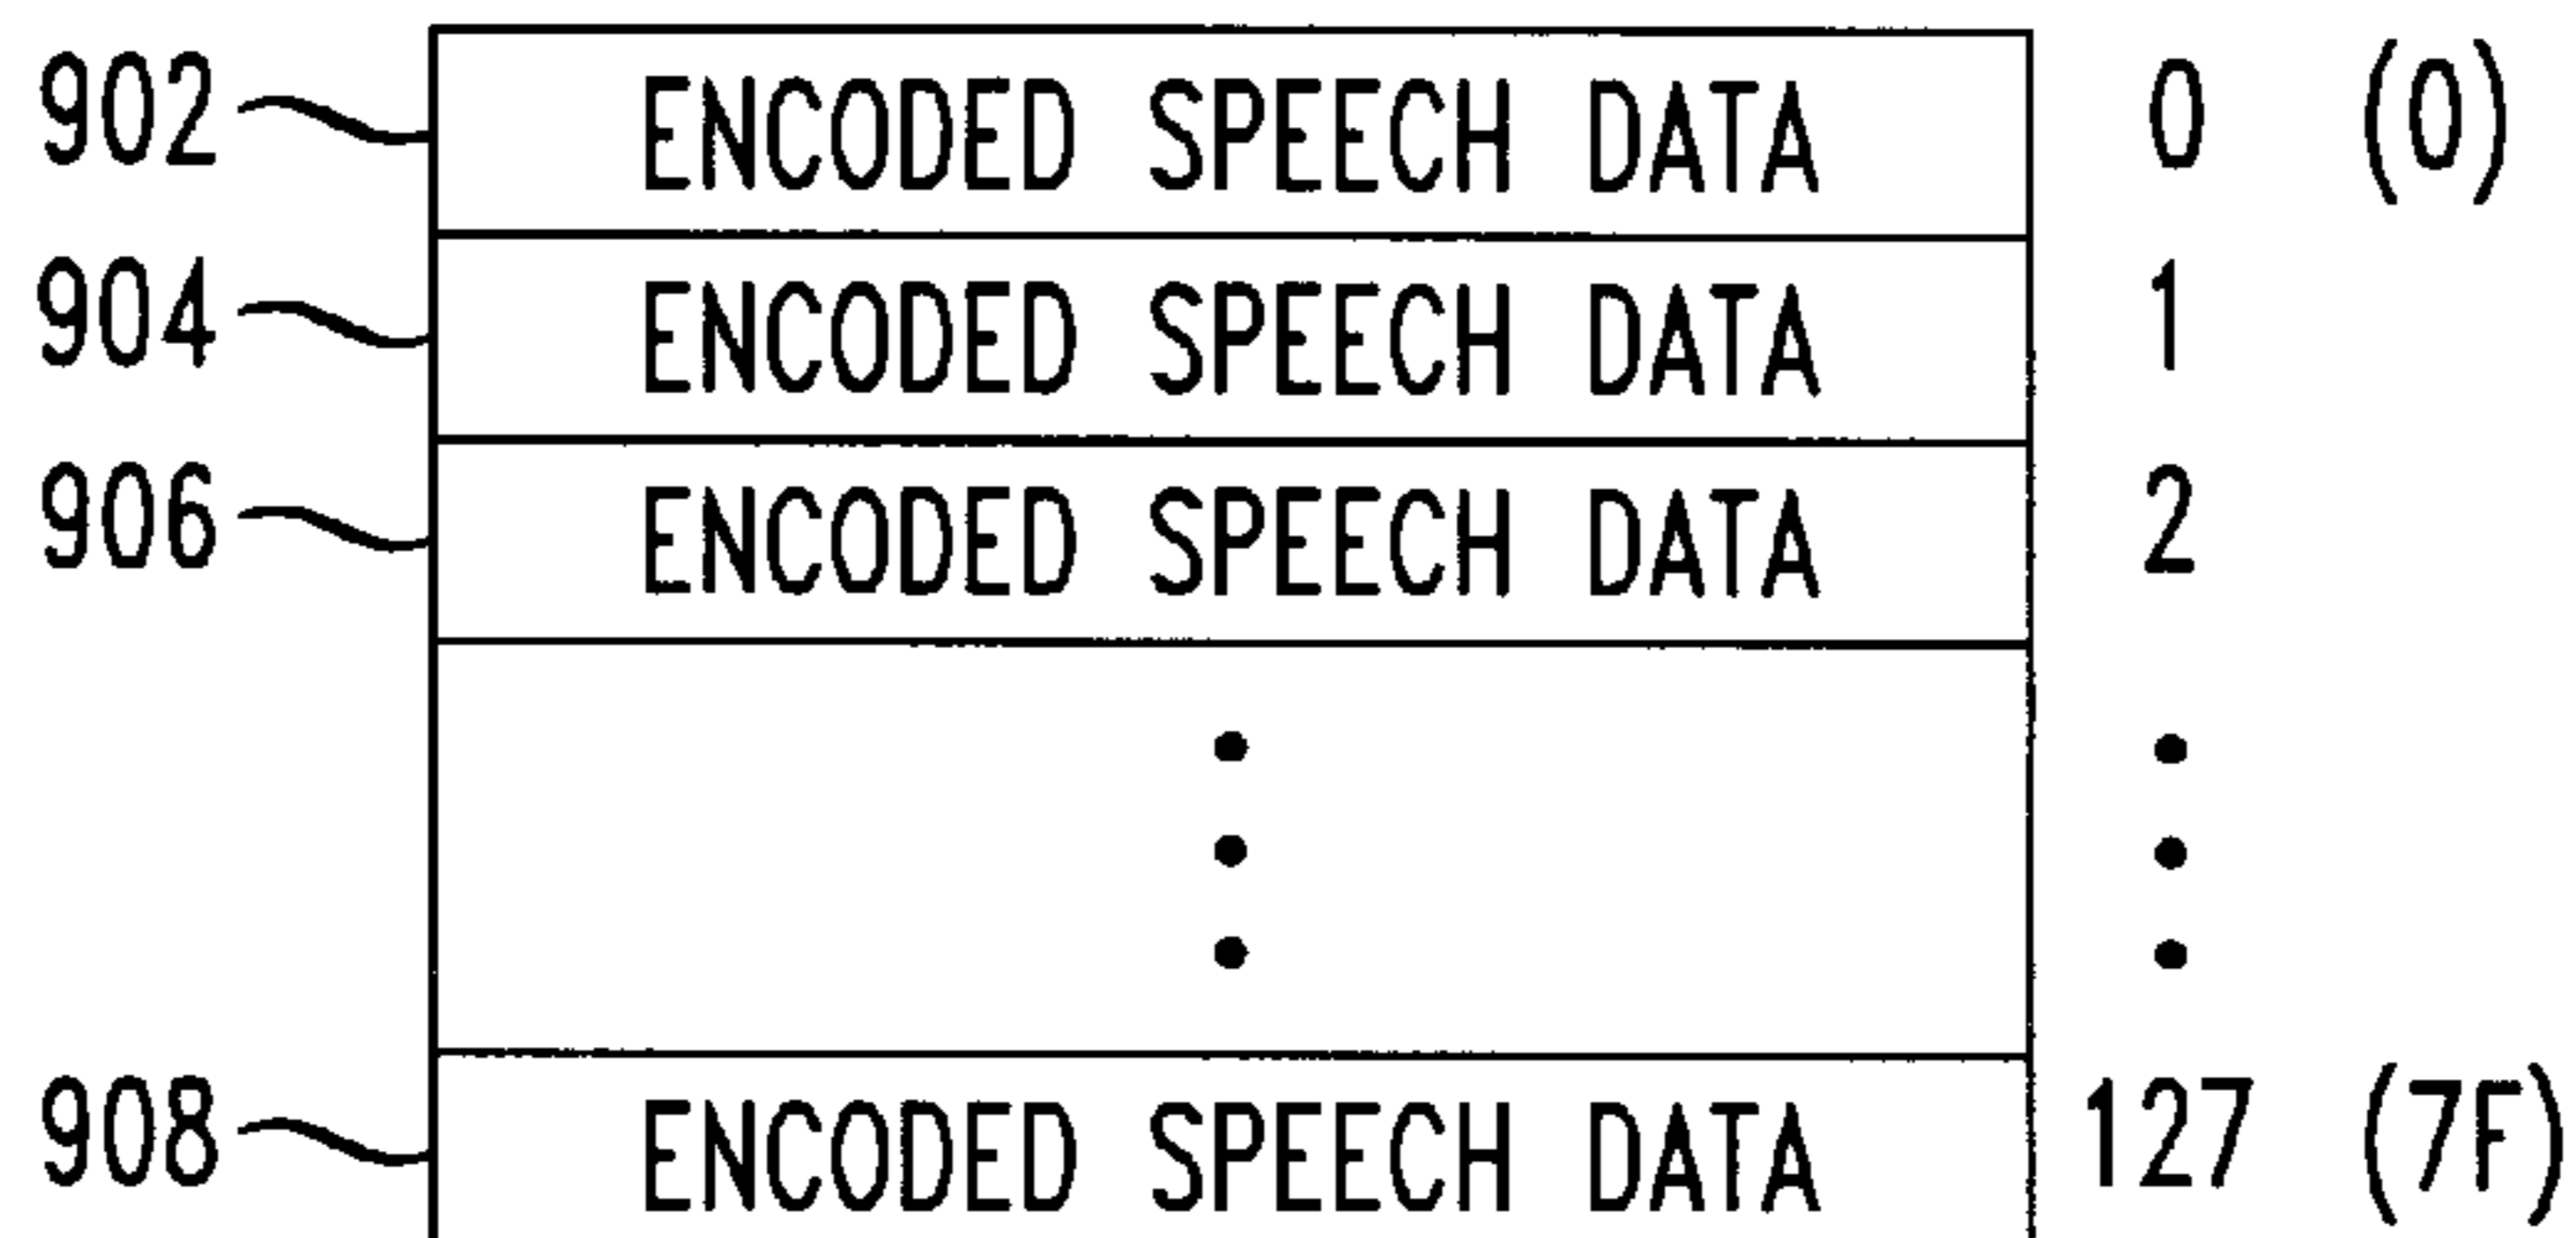 902 ENCODED SPEECH DATA 0 (0)
904 ENCODED SPEECH DATA 1
906 ENCODED SPEECH DATA 2
908 ENCODED SPEECH DATA 127 (7F)